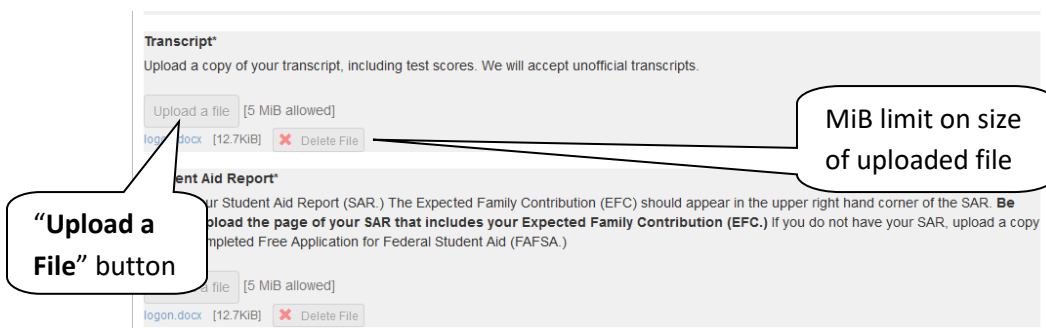 Transcript*
Upload a copy of your transcript, including test scores. We will accept unofficial transcripts.
Upload a file [5 MiB allowed]
logon.docx [12.7KiB] Delete File
MiB limit on size
of uploaded file
ent Aid Report*
ur Student Aid Report (SAR.) The Expected Family Contribution (EFC) should appear in the upper right hand corner of the SAR. Be
pload the page of your SAR that includes your Expected Family Contribution (EFC.) If you do not have your SAR, upload a copy
mpleted Free Application for Federal Student Aid (FAFSA.)
"Upload a
File" button
a file [5 MiB allowed]
logon.docx [12.7KiB] Delete File